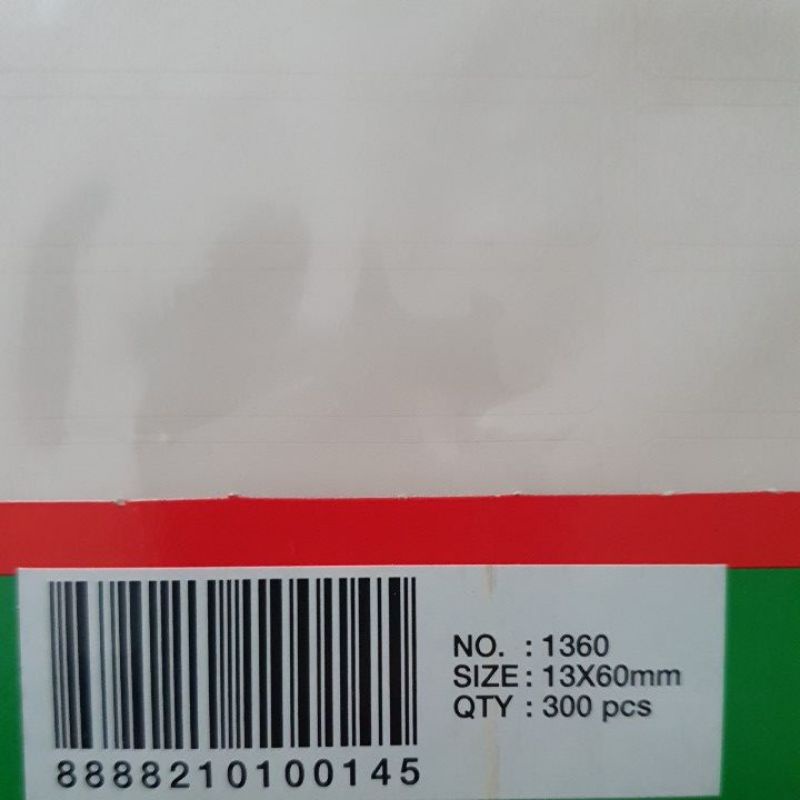 NO. : 1360
SIZE : 13X60mm
QTY : 300 pcs
8888210100145